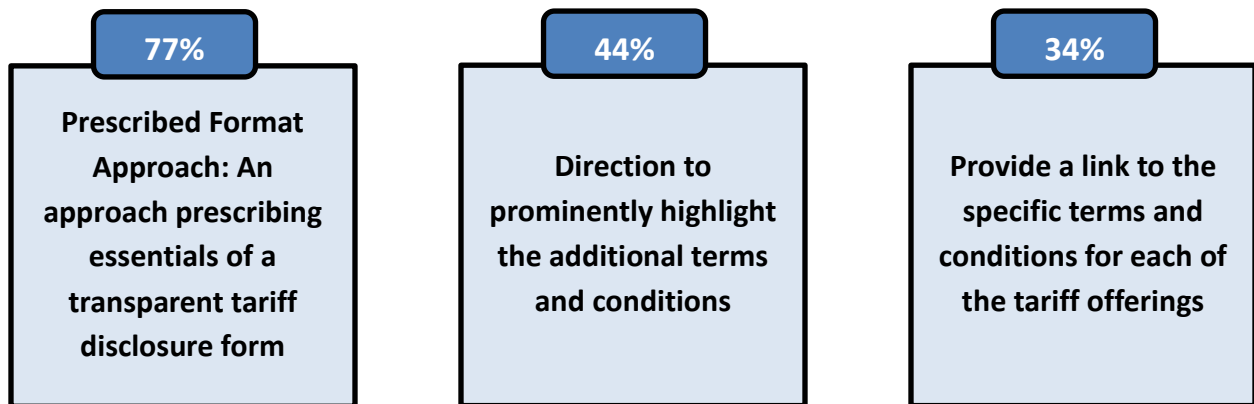 77%
Prescribed Format
Approach: An
approach prescribing
essentials of a
transparent tariff
disclosure form
44%
Direction to
prominently highlight
the additional terms
and conditions
34%
Provide a link to the
specific terms and
conditions for each of
the tariff offerings